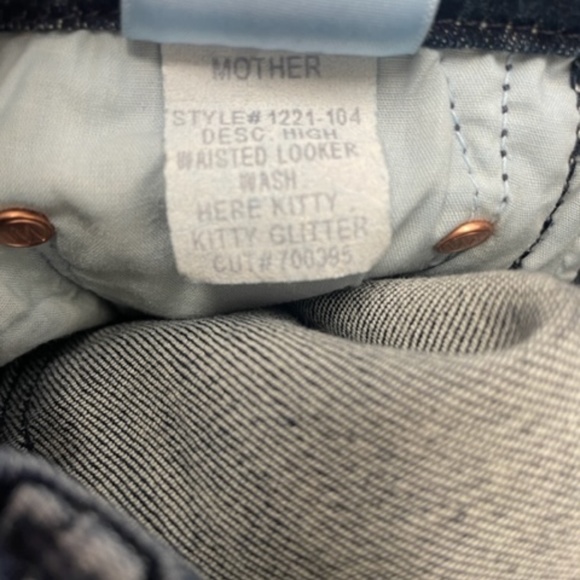 MOTHER
STYLE# 1221-104
DESC. HIGH
WAISTED LOOKER
WASH
HERE KITTY
KITTY GLITTER
CUT#700395